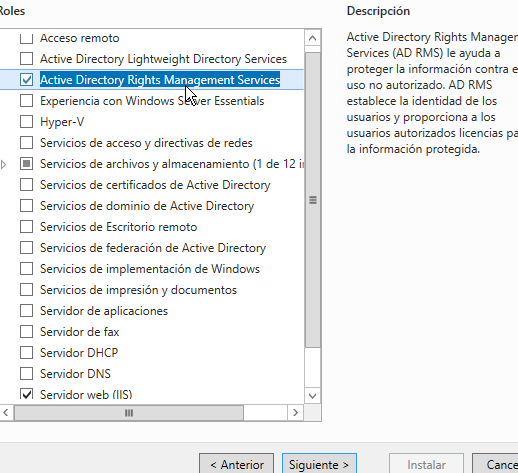 Roles
Descripción
Acceso remoto
Active Directory Lightweight Directory Services
Active Directory Rights Management Services
Experiencia con Windows Server Essentials
Hyper-V
Servicios de acceso y directivas de redes
Servicios de archivos y almacenamiento (1 de 12 in
Servicios de certificados de Active Directory
Servicios de dominio de Active Directory
Servicios de Escritorio remoto
Servicios de federación de Active Directory
Servicios de implementación de Windows
Servicios de impresión y documentos
Servidor de aplicaciones
Servidor de fax
Servidor DHCP
Servidor DNS
Servidor web (IIS)
Active Directory Rights Managemer
Services (AD RMS) le ayuda a
proteger la información contra e
uso no autorizado. AD RMS
establece la identidad de los
usuarios y proporciona a los
usuarios autorizados licencias pa
la información protegida.
< Anterior
Siguiente >
Instalar
Cance